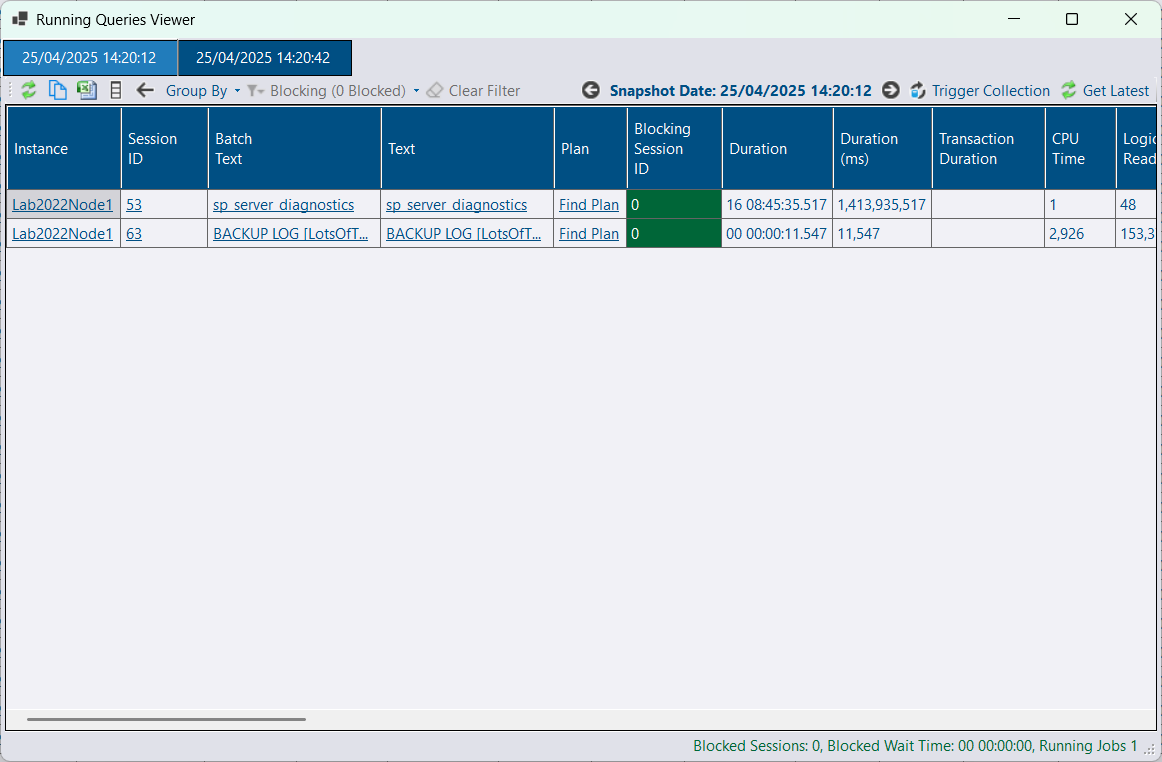 Running Queries Viewer
25/04/2025 14:20:12 25/04/2025 14:20:42
Group By Blocking (0 Blocked) Clear Filter Snapshot Date: 25/04/2025 14:20:12 Trigger Collection Get Latest
Instance Session ID Batch Text Text Plan Blocking Session ID Duration Duration (ms) Transaction Duration CPU Time Logic Read
Lab2022Node1 53 sp_server_diagnostics sp_server_diagnostics Find Plan 0 16 08:45:35.517 1,413,935,517 1 48
Lab2022Node1 63 BACKUP LOG [LotsOfT... BACKUP LOG [LotsOfT... Find Plan 0 00 00:00:11.547 11,547 2,926 153,3
Blocked Sessions: 0, Blocked Wait Time: 00 00:00:00, Running Jobs 1